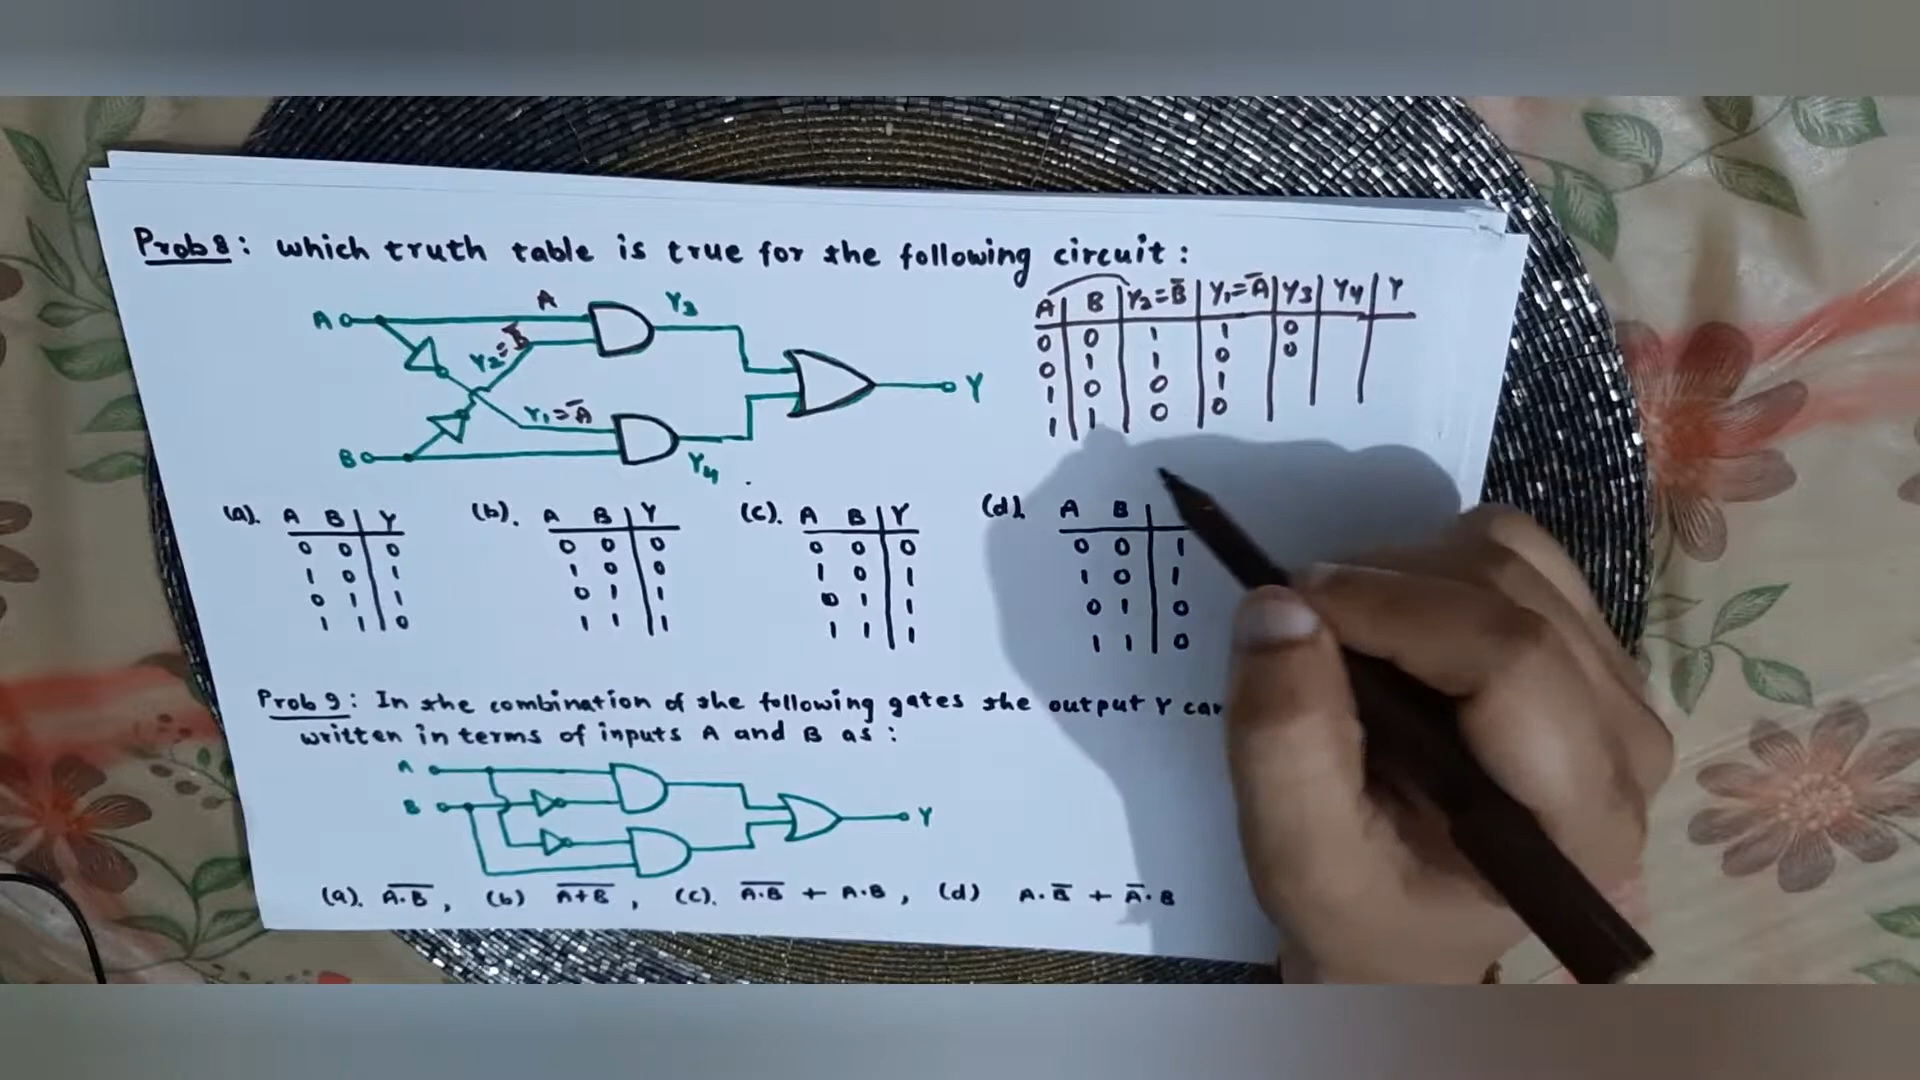 Prob 8: which truth table is true for the following circuit:
A
A
Y₃
Y₂ = B̅
Y₁ = A̅
B
Y₄
Y
A | B | Y₂=B̅ | Y₁=A̅ | Y₃ | Y₄ | Y
0 | 0 | 1 | 1 | 0
0 | 1 | 1 | 0 | 0
1 | 0 | 0 | 1
1 | 1 | 0 | 0
(a). A B | Y
0 0 | 0
1 0 | 1
0 1 | 1
1 1 | 0
(b). A B | Y
0 0 | 0
1 0 | 0
0 1 | 1
1 1 | 1
(c). A B | Y
0 0 | 0
1 0 | 1
0 1 | 1
1 1 | 1
(d). A B |
0 0 | 1
1 0 | 1
0 1 | 0
1 1 | 0
Prob 9: In the combination of the following gates the output Y can
written in terms of inputs A and B as:
A
B
Y
(a). A̅.̅B̅, (b) A̅+̅B̅, (c). A̅.̅B̅ + A.B, (d) A.B̅ + A̅.B